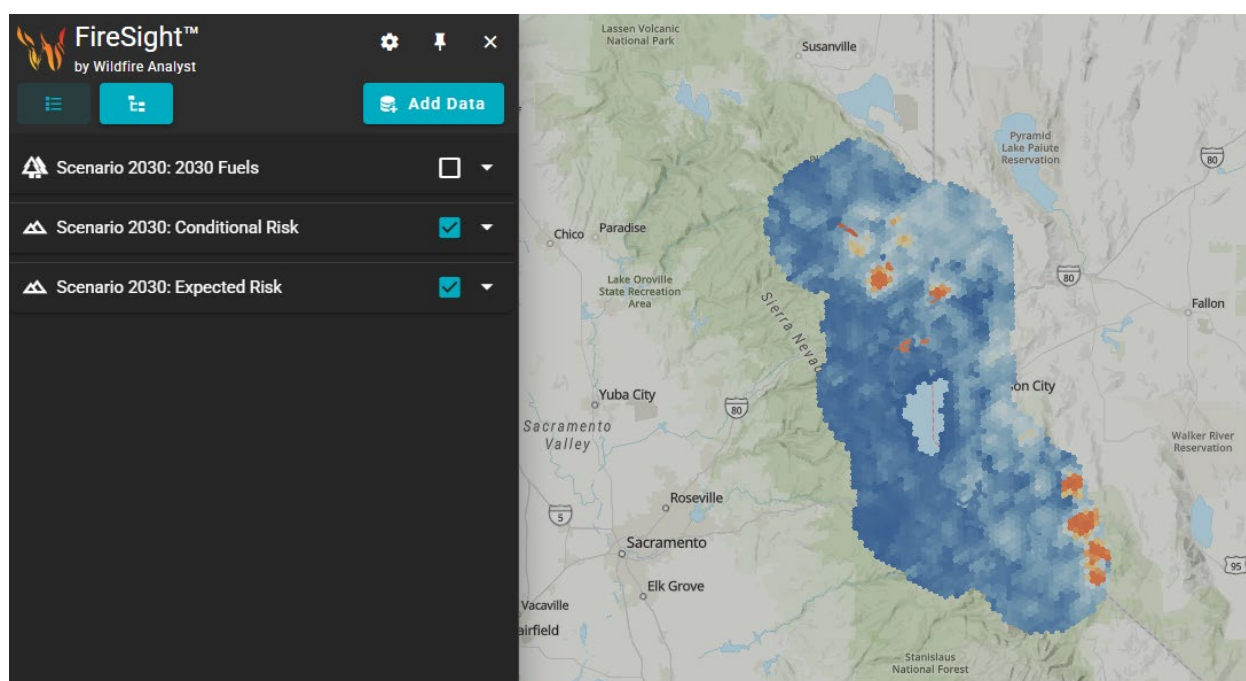 FireSight™
by Wildfire Analyst
Add Data
Scenario 2030: 2030 Fuels
Scenario 2030: Conditional Risk
Scenario 2030: Expected Risk
Lassen Volcanic
National Park
Susanville
Pyramid
Lake Paiute
Reservation
80
Chico
Paradise
Lake Oroville
State Recreation
Area
80
Fallon
Sierra Nevad
Yuba City
80
on City
Sacramento
Valley
Walker River
Reservation
Roseville
5
Sacramento
95
Elk Grove
Vacaville
airfield
Stanislaus
National Forest